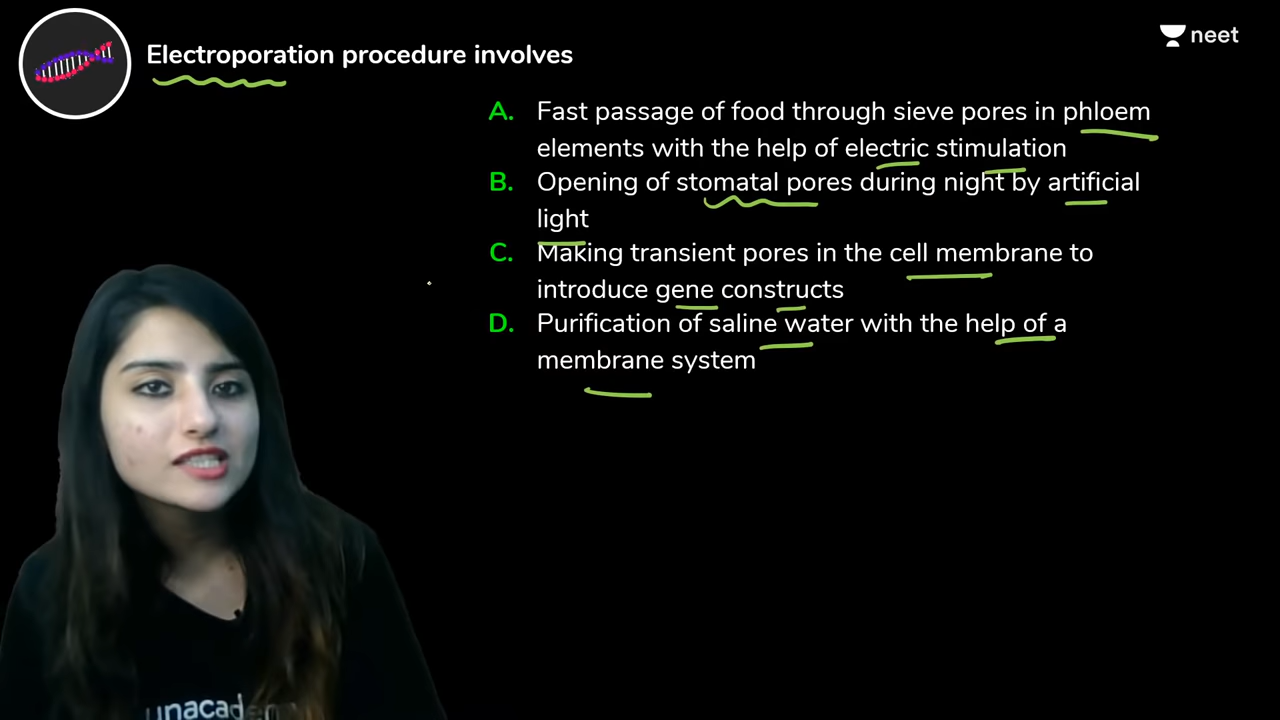 Electroporation procedure involves
neet
A. Fast passage of food through sieve pores in phloem
elements with the help of electric stimulation
B. Opening of stomatal pores during night by artificial
light
C. Making transient pores in the cell membrane to
introduce gene constructs
D. Purification of saline water with the help of a
membrane system